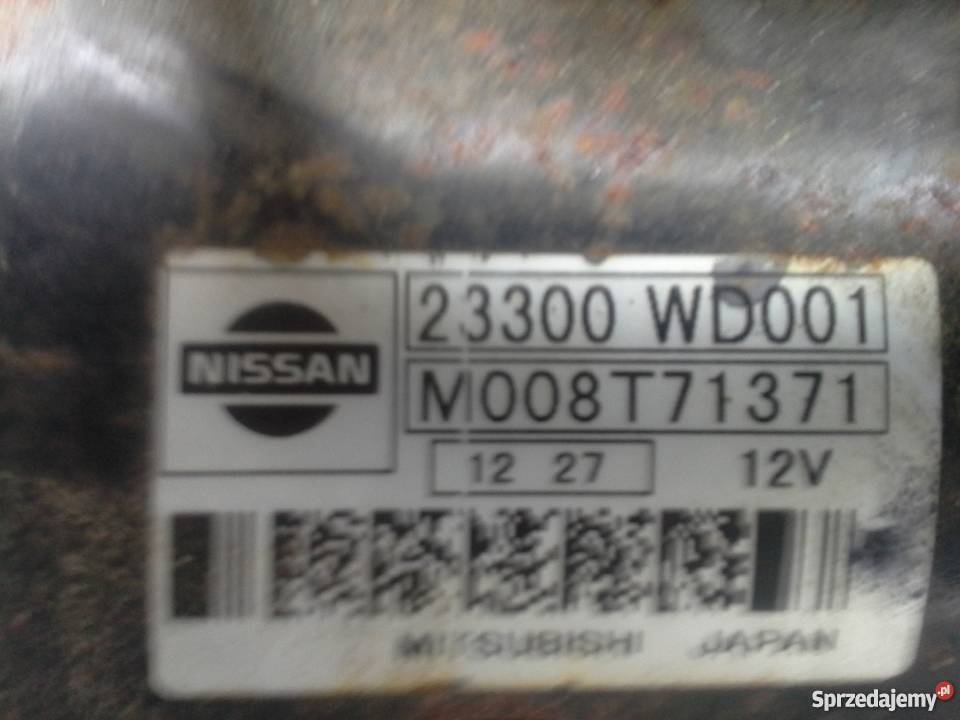 NISSAN
23300 WD001
M008T71371
12 27
12V
MITSUBISHI JAPAN
Sprzedajemy.pl